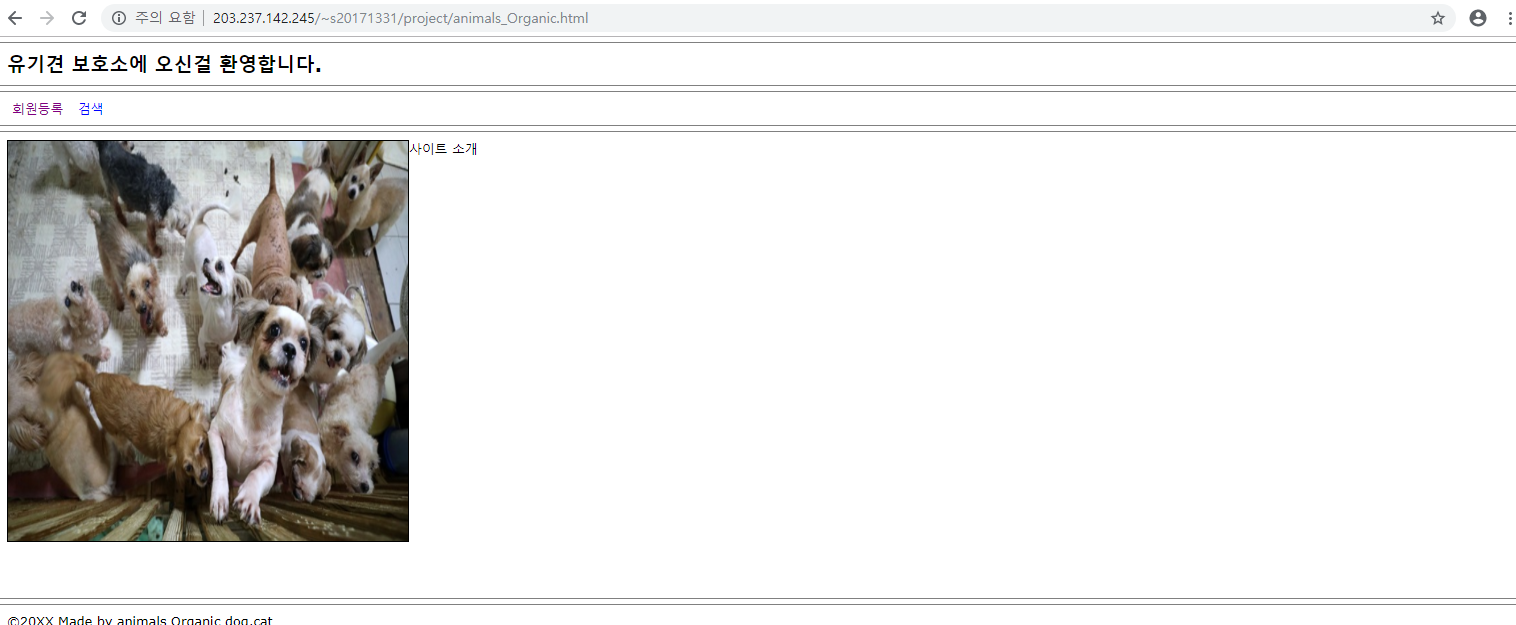 주의 요함 | 203.237.142.245/~s20171331/project/animals_Organic.html
유기견 보호소에 오신걸 환영합니다.
회원등록 검색
사이트 소개
©20XX Made by animals Organic dog.cat